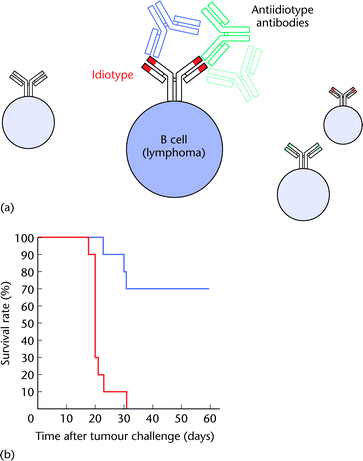 Antiidiotype
antibodies
Idiotype
B cell
(lymphoma)
(a)
100
90
80
70
60
50
40
30
20
10
Survival rate (%)
0 10 20 30 40 50 60
Time after tumour challenge (days)
(b)